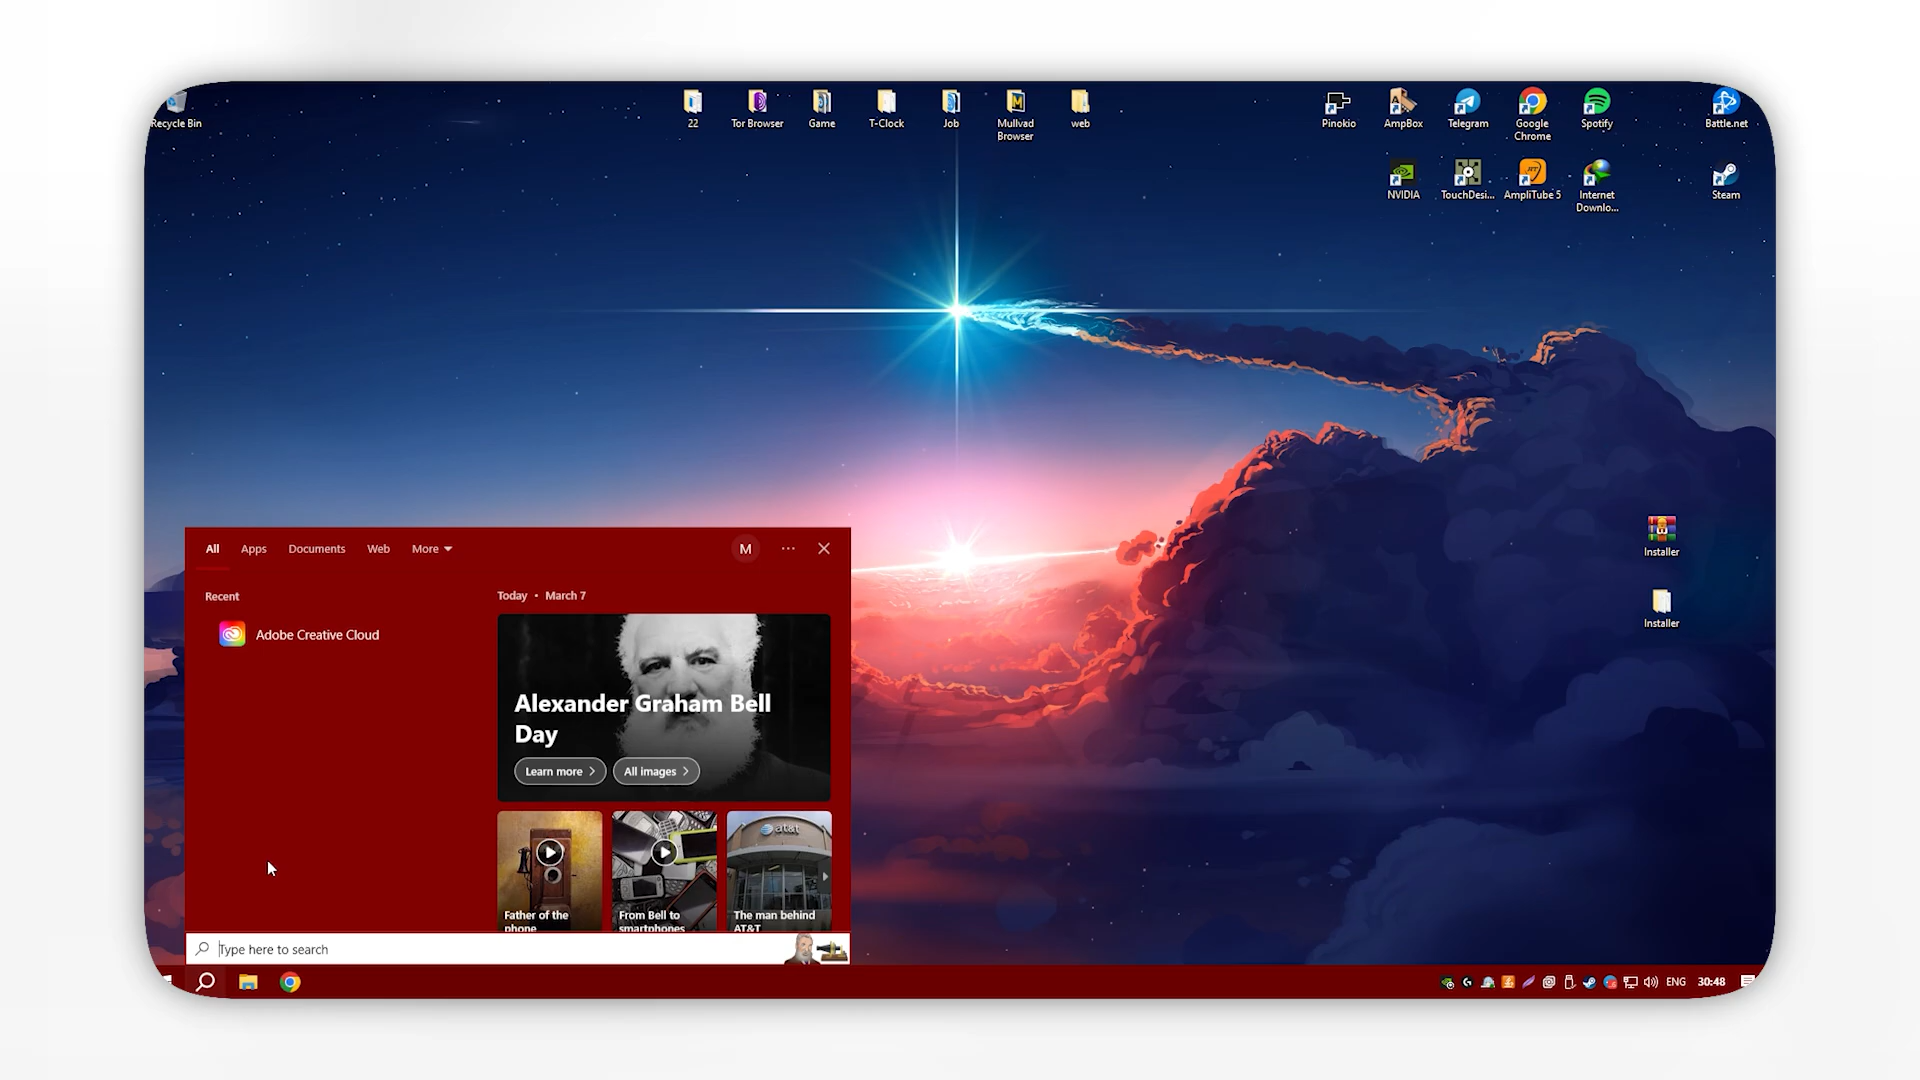 Recycle Bin
22
Tor Browser
Game
T-Clock
Job
Mullvad
Browser
web
Pinokio
AmpBox
Telegram
Google
Chrome
Spotify
Battle.net
NVIDIA
TouchDesi...
AmpliTube 5
Internet
Downlo...
Steam
Installer
Installer
All
Apps
Documents
Web
More
M
Recent
Adobe Creative Cloud
Today • March 7
Alexander Graham Bell
Day
Learn more
All images
Father of the
phone
From Bell to
smartphones
at&t
The man behind
AT&T
Type here to search
ENG
30:48